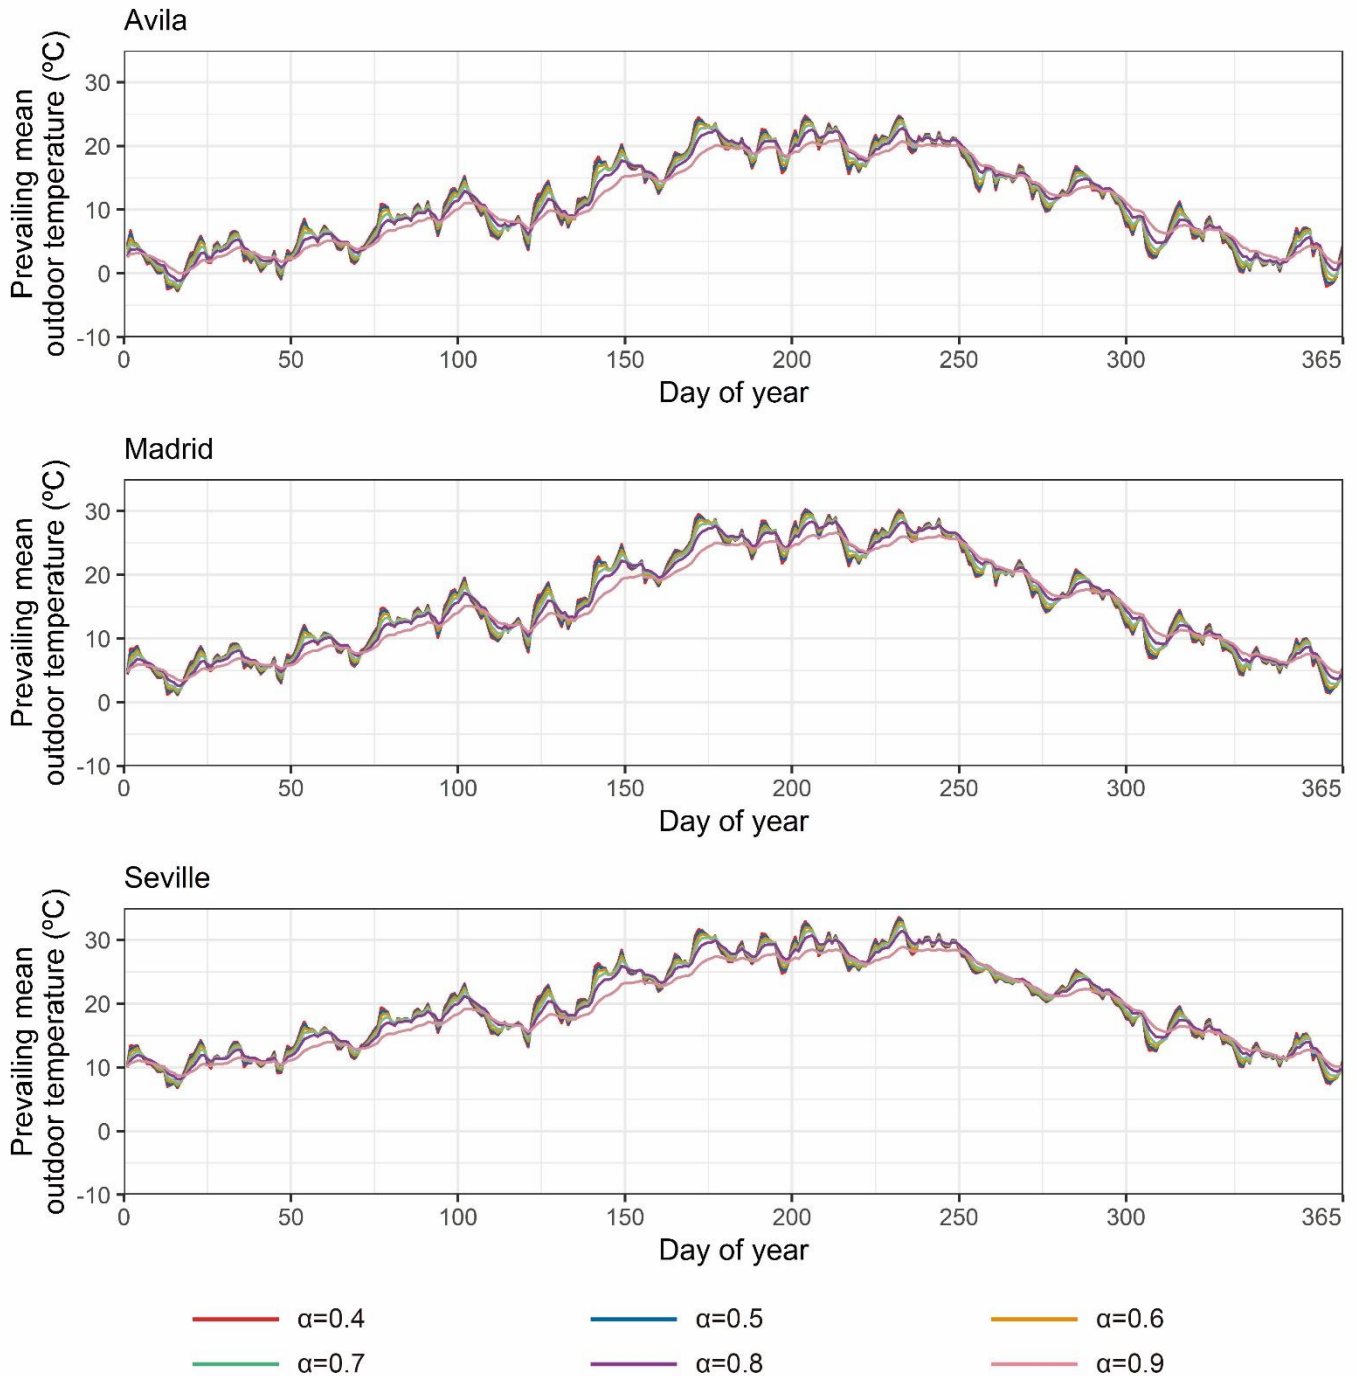 Avila
Prevailing mean
outdoor temperature (ºC)
30
20
10
0
-10
0 50 100 150 200 250 300 365
Day of year
Madrid
Prevailing mean
outdoor temperature (ºC)
30
20
10
0
-10
0 50 100 150 200 250 300 365
Day of year
Seville
Prevailing mean
outdoor temperature (ºC)
30
20
10
0
-10
0 50 100 150 200 250 300 365
Day of year
α=0.4 α=0.5 α=0.6
α=0.7 α=0.8 α=0.9